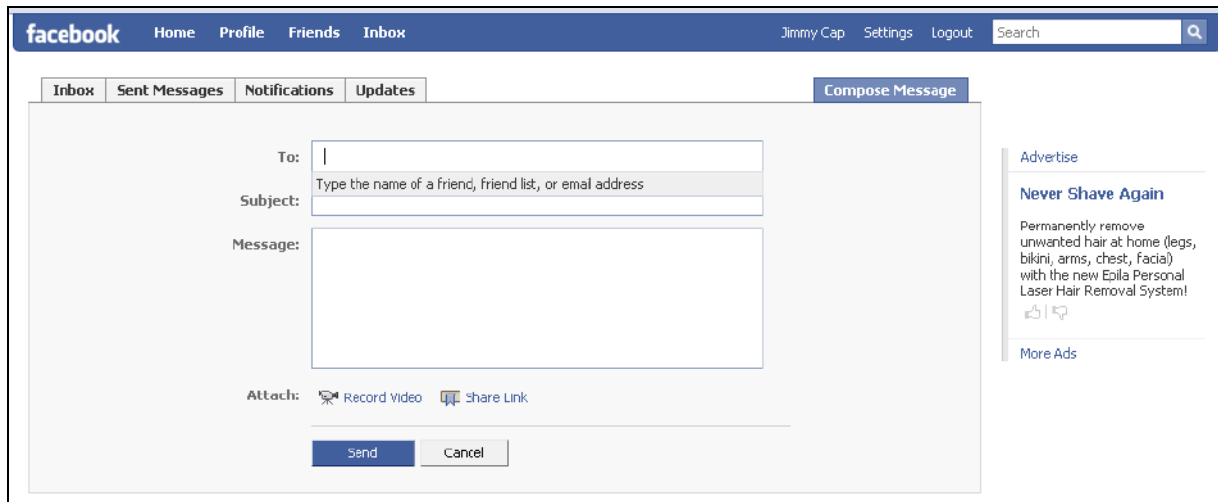 facebook Home Profile Friends Inbox Jimmy Cap Settings Logout Search
Inbox Sent Messages Notifications Updates Compose Message
To:
Type the name of a friend, friend list, or emal address
Subject:
Message:
Attach: Record Video Share Link
Send Cancel
Advertise
Never Shave Again
Permanently remove
unwanted hair at home (legs,
bikini, arms, chest, facial)
with the new Epila Personal
Laser Hair Removal System!
More Ads